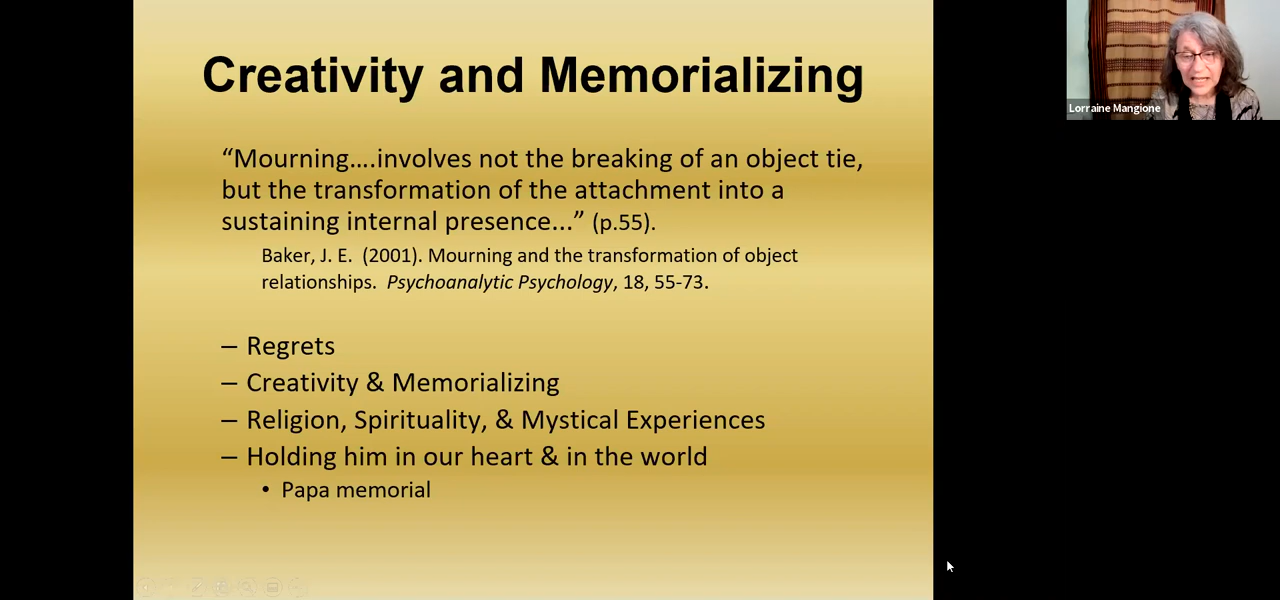 Creativity and Memorializing
“Mourning….involves not the breaking of an object tie,
but the transformation of the attachment into a
sustaining internal presence...” (p.55).
Baker, J. E. (2001). Mourning and the transformation of object
relationships. Psychoanalytic Psychology, 18, 55-73.
– Regrets
– Creativity & Memorializing
– Religion, Spirituality, & Mystical Experiences
– Holding him in our heart & in the world
• Papa memorial
Lorraine Mangione